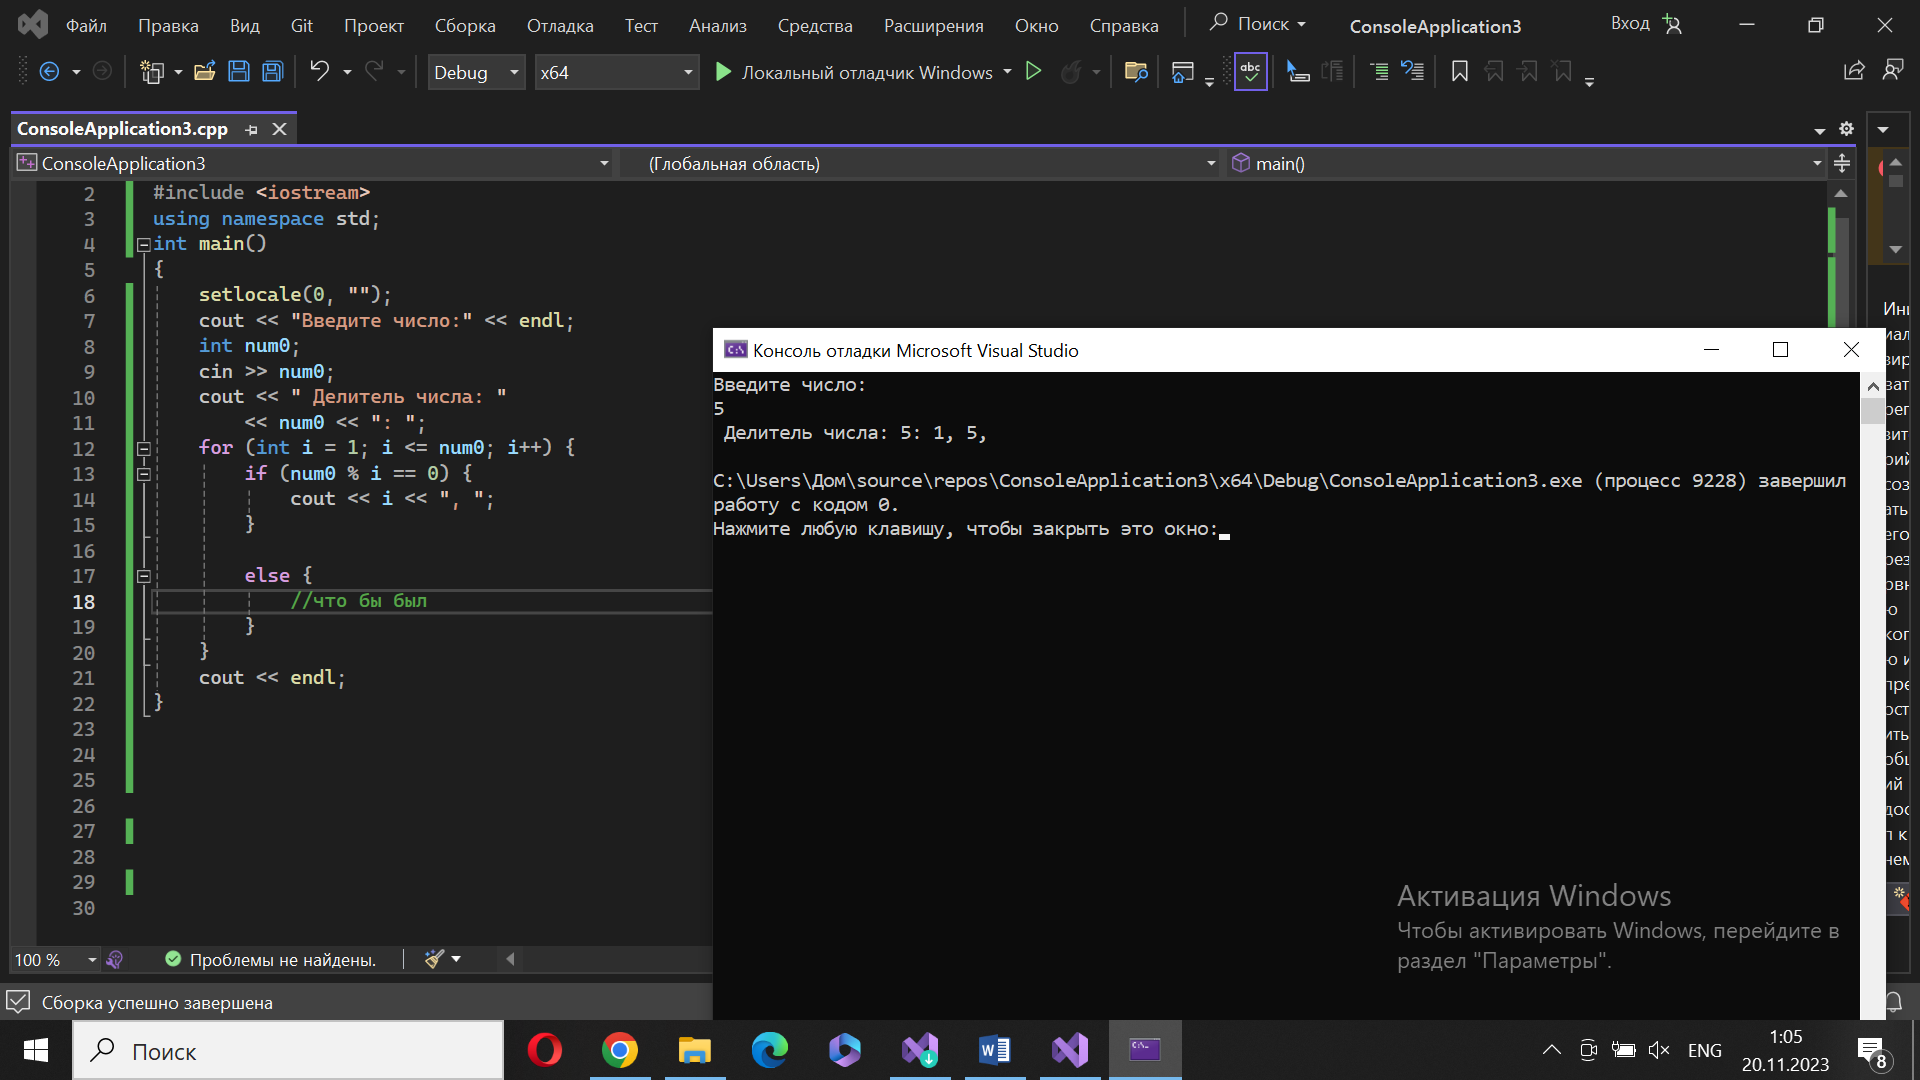 Файл Правка Вид Git Проект Сборка Отладка Тест Анализ Средства Расширения Окно Справка Поиск ConsoleApplication3 Вход
Debug x64 Локальный отладчик Windows abc
ConsoleApplication3.cpp
ConsoleApplication3 (Глобальная область) main()
2 #include <iostream>
3 using namespace std;
4 int main()
5 {
6 setlocale(0, "");
7 cout << "Введите число:" << endl;
8 int num0;
9 cin >> num0;
10 cout << " Делитель числа: "
11 << num0 << ": ";
12 for (int i = 1; i <= num0; i++) {
13 if (num0 % i == 0) {
14 cout << i << ", ";
15 }
16
17 else {
18 //что бы был
19 }
20 }
21 cout << endl;
22 }
23
24
25
26
27
28
29
30
100 % Проблемы не найдены.
Сборка успешно завершена
Консоль отладки Microsoft Visual Studio
Введите число:
5
Делитель числа: 5: 1, 5,
C:\Users\Дом\source\repos\ConsoleApplication3\x64\Debug\ConsoleApplication3.exe (процесс 9228) завершил
работу с кодом 0.
Нажмите любую клавишу, чтобы закрыть это окно:
Активация Windows
Чтобы активировать Windows, перейдите в
раздел "Параметры".
Поиск
ENG
1:05
20.11.2023
8